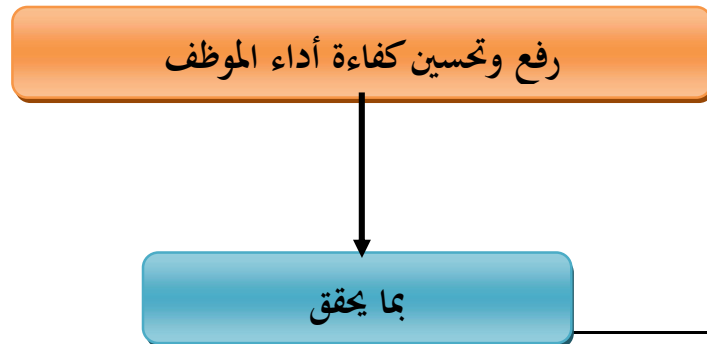 رفع وتحسين كفاءة أداء الموظف
بما يحقق